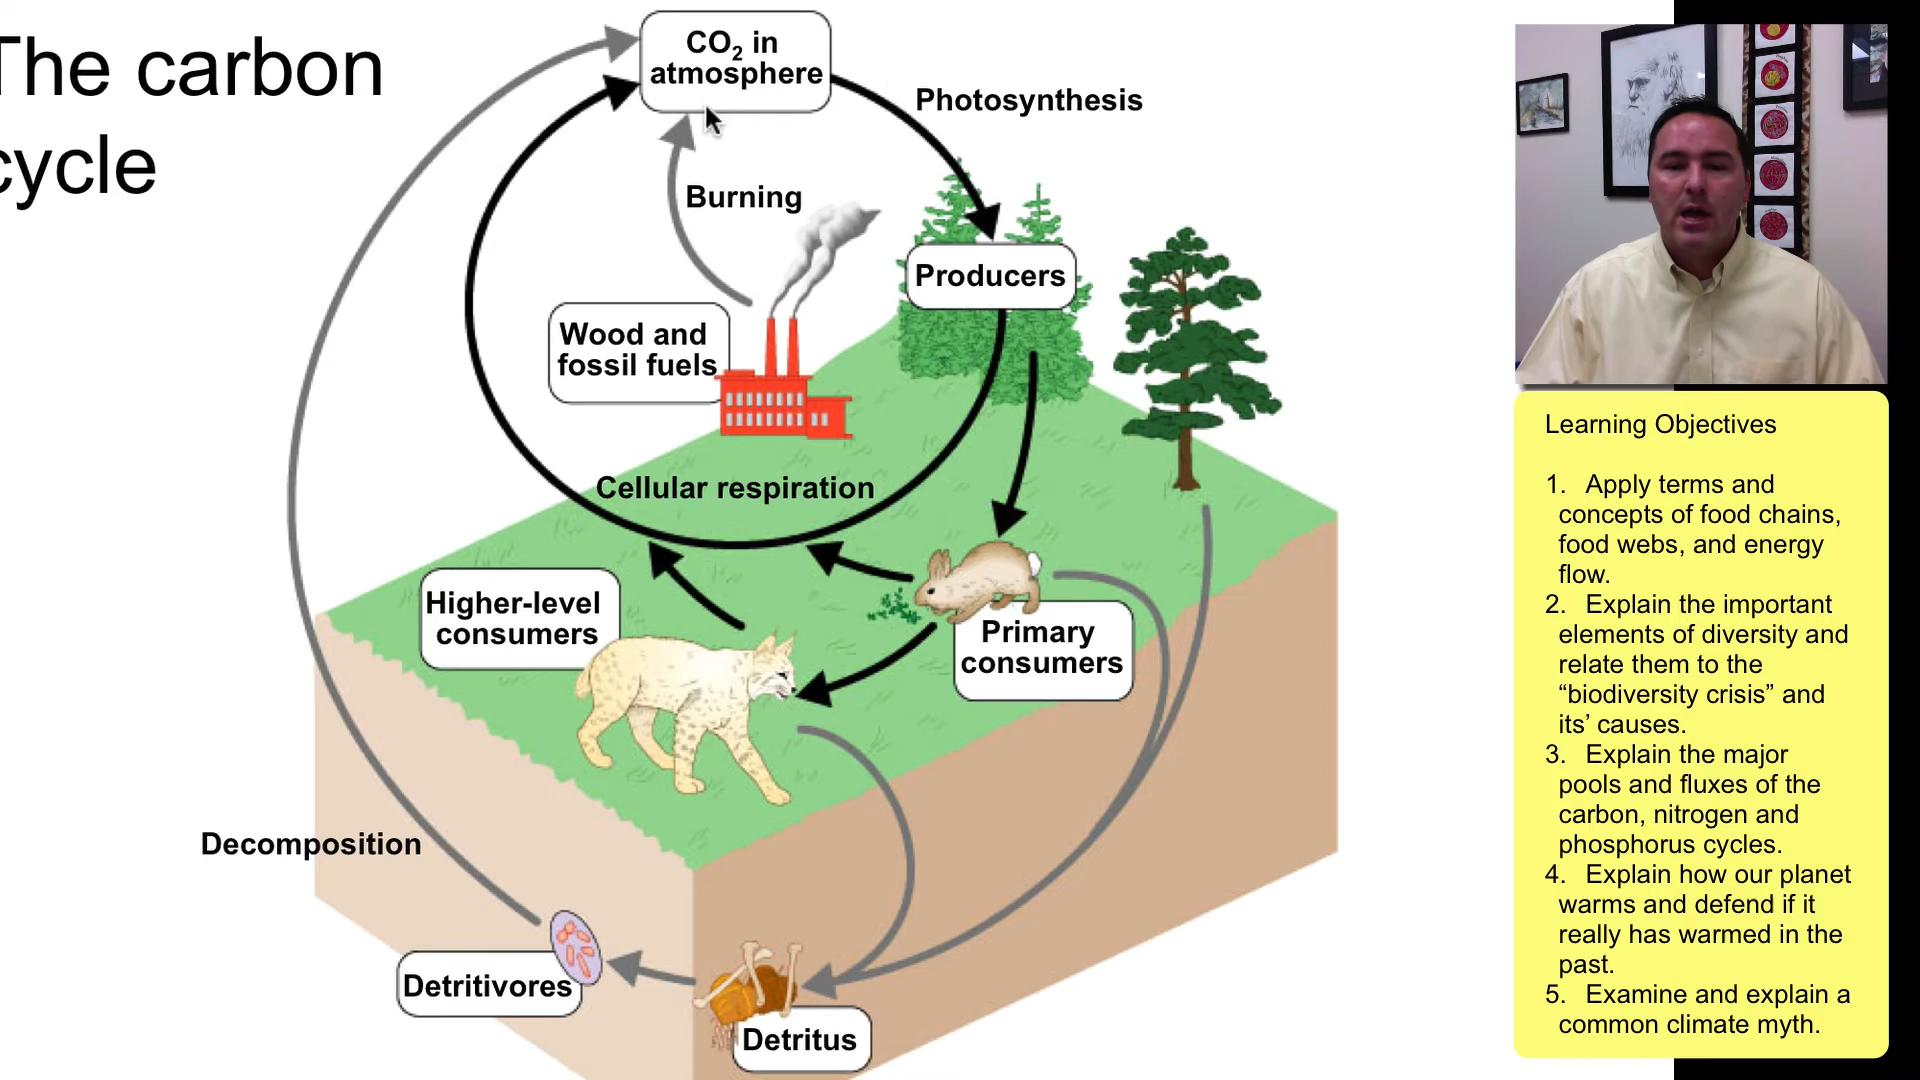 The carbon
cycle
CO2 in
atmosphere
Photosynthesis
Burning
Producers
Wood and
fossil fuels
Cellular respiration
Higher-level
consumers
Primary
consumers
Decomposition
Detritivores
Detritus
Learning Objectives
1. Apply terms and
concepts of food chains,
food webs, and energy
flow.
2. Explain the important
elements of diversity and
relate them to the
“biodiversity crisis” and
its’ causes.
3. Explain the major
pools and fluxes of the
carbon, nitrogen and
phosphorus cycles.
4. Explain how our planet
warms and defend if it
really has warmed in the
past.
5. Examine and explain a
common climate myth.